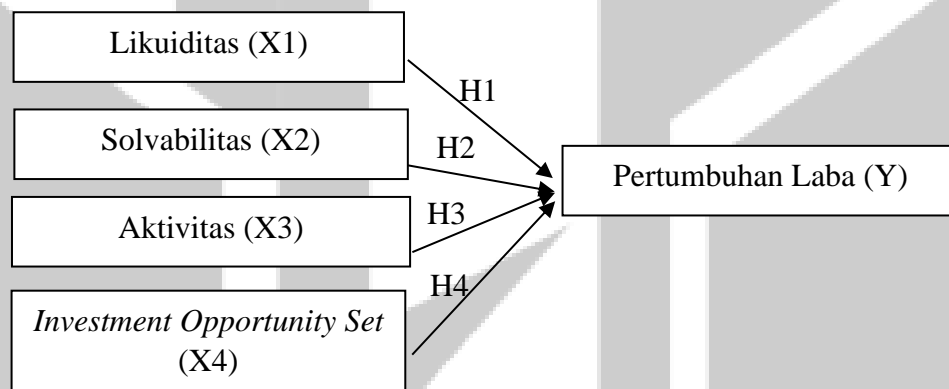 Likuiditas (X1)
H1
Solvabilitas (X2)
H2
Pertumbuhan Laba (Y)
Aktivitas (X3)
H3
H4
Investment Opportunity Set
(X4)